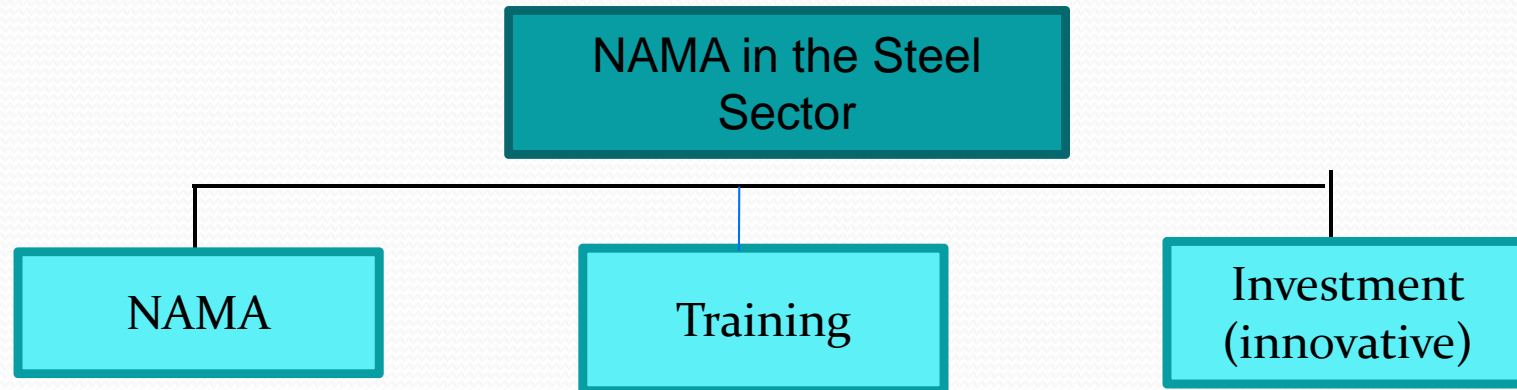 NAMA in the Steel
Sector
NAMA
Training
Investment
(innovative)